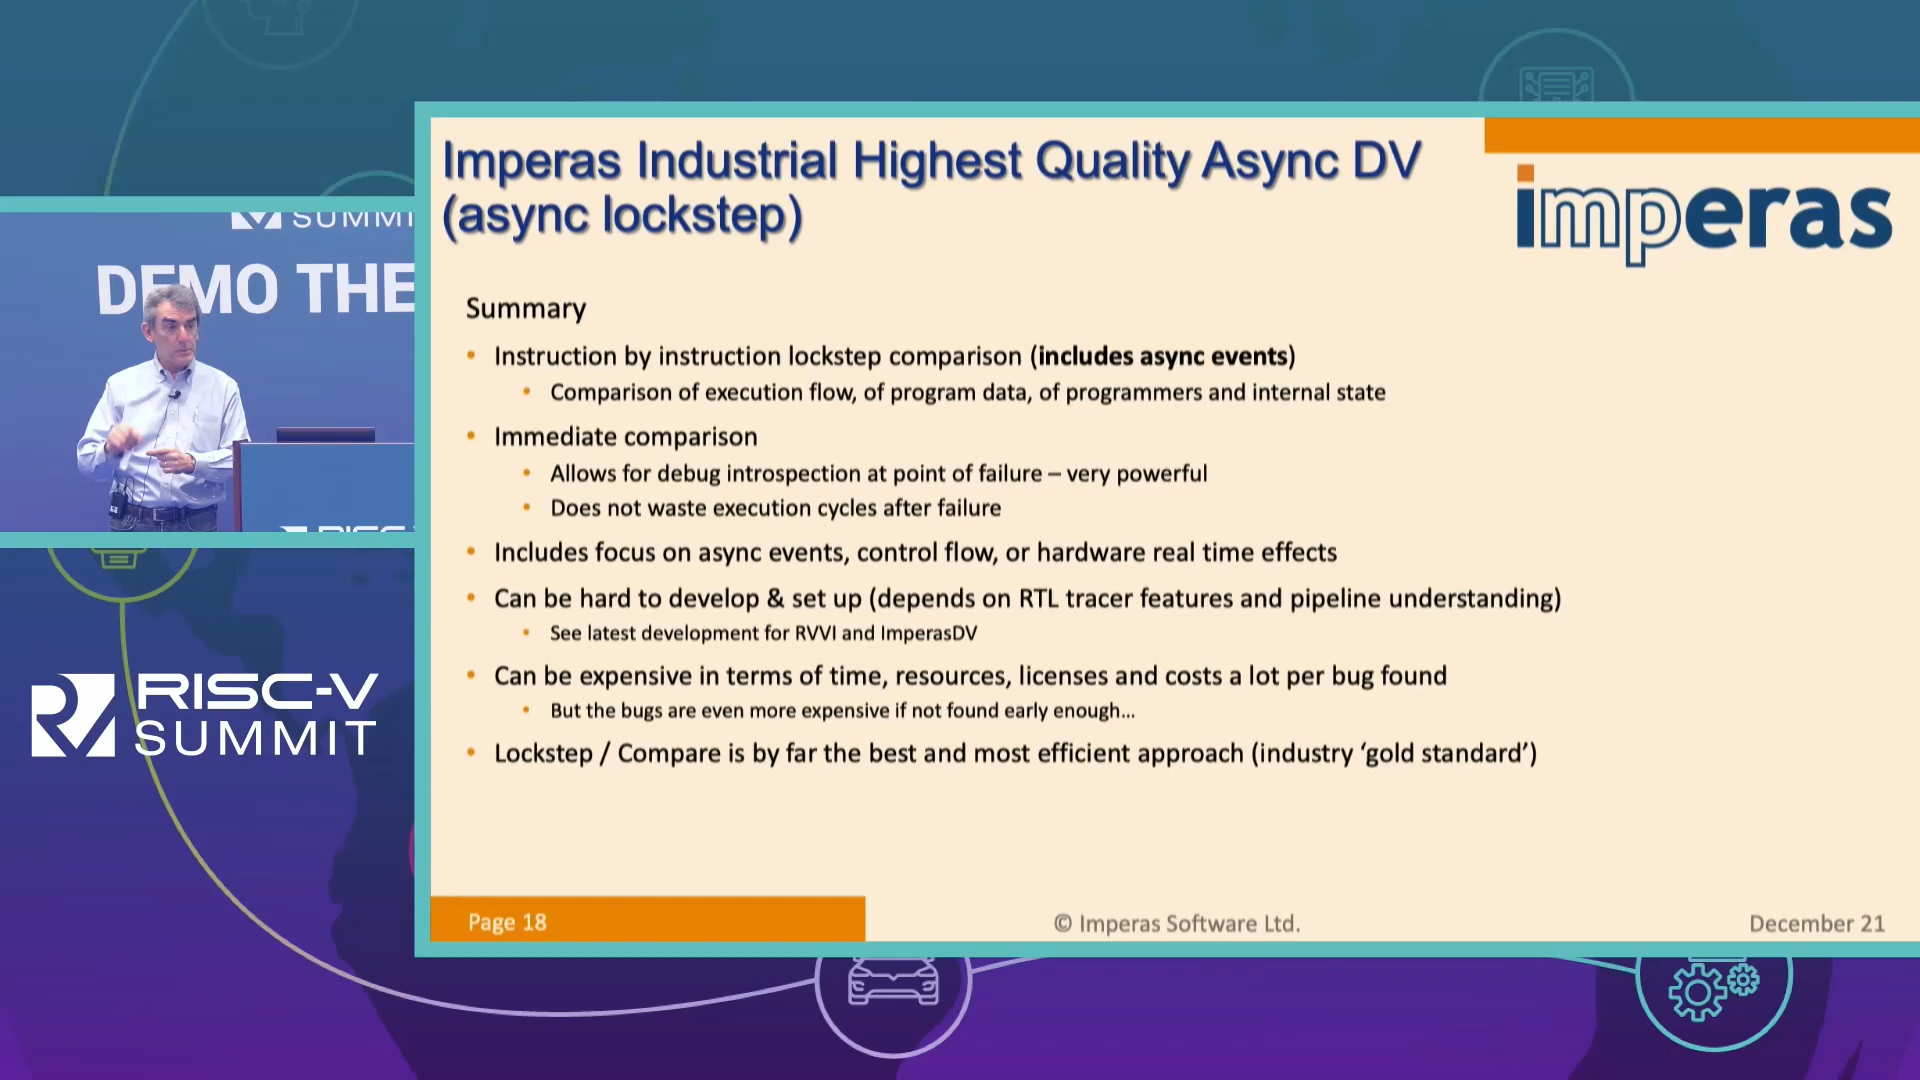 Imperas Industrial Highest Quality Async DV
(async lockstep)
imperas
Summary
• Instruction by instruction lockstep comparison (includes async events)
• Comparison of execution flow, of program data, of programmers and internal state
• Immediate comparison
• Allows for debug introspection at point of failure – very powerful
• Does not waste execution cycles after failure
• Includes focus on async events, control flow, or hardware real time effects
• Can be hard to develop & set up (depends on RTL tracer features and pipeline understanding)
• See latest development for RVVI and ImperasDV
• Can be expensive in terms of time, resources, licenses and costs a lot per bug found
• But the bugs are even more expensive if not found early enough…
• Lockstep / Compare is by far the best and most efficient approach (industry ‘gold standard’)
Page 18
© Imperas Software Ltd.
December 21
SUMMI
DEMO THE
RISC-
RISC-V
SUMMIT